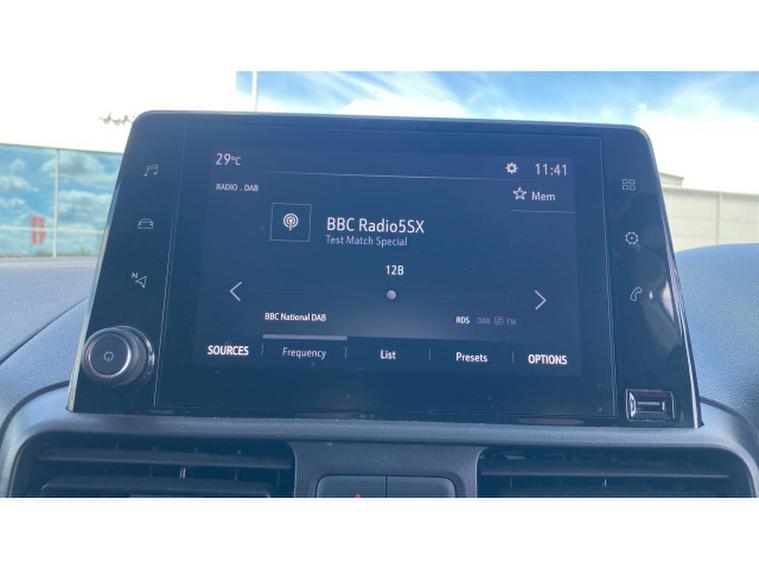 29°C
11:41
RADIO . DAB
Mem
BBC Radio5SX
Test Match Special
12B
N
BBC National DAB
RDS DAB FM
SOURCES Frequency List Presets OPTIONS